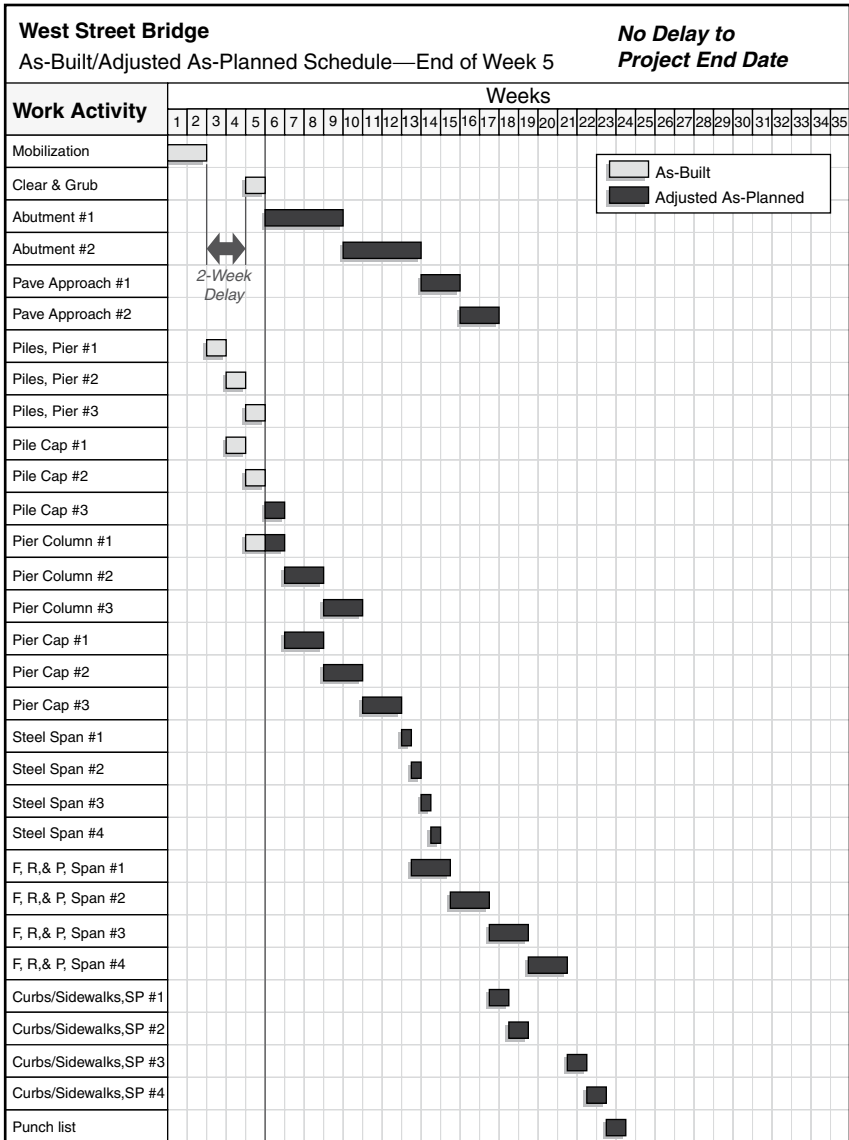 West Street Bridge
As-Built/Adjusted As-Planned Schedule—End of Week 5
No Delay to
Project End Date
Work Activity
Weeks
1 2 3 4 5 6 7 8 9 10 11 12 13 14 15 16 17 18 19 20 21 22 23 24 25 26 27 28 29 30 31 32 33 34 35
As-Built
Adjusted As-Planned
Mobilization
Clear & Grub
Abutment #1
Abutment #2
2-Week
Delay
Pave Approach #1
Pave Approach #2
Piles, Pier #1
Piles, Pier #2
Piles, Pier #3
Pile Cap #1
Pile Cap #2
Pile Cap #3
Pier Column #1
Pier Column #2
Pier Column #3
Pier Cap #1
Pier Cap #2
Pier Cap #3
Steel Span #1
Steel Span #2
Steel Span #3
Steel Span #4
F, R,& P, Span #1
F, R,& P, Span #2
F, R,& P, Span #3
F, R,& P, Span #4
Curbs/Sidewalks,SP #1
Curbs/Sidewalks,SP #2
Curbs/Sidewalks,SP #3
Curbs/Sidewalks,SP #4
Punch list